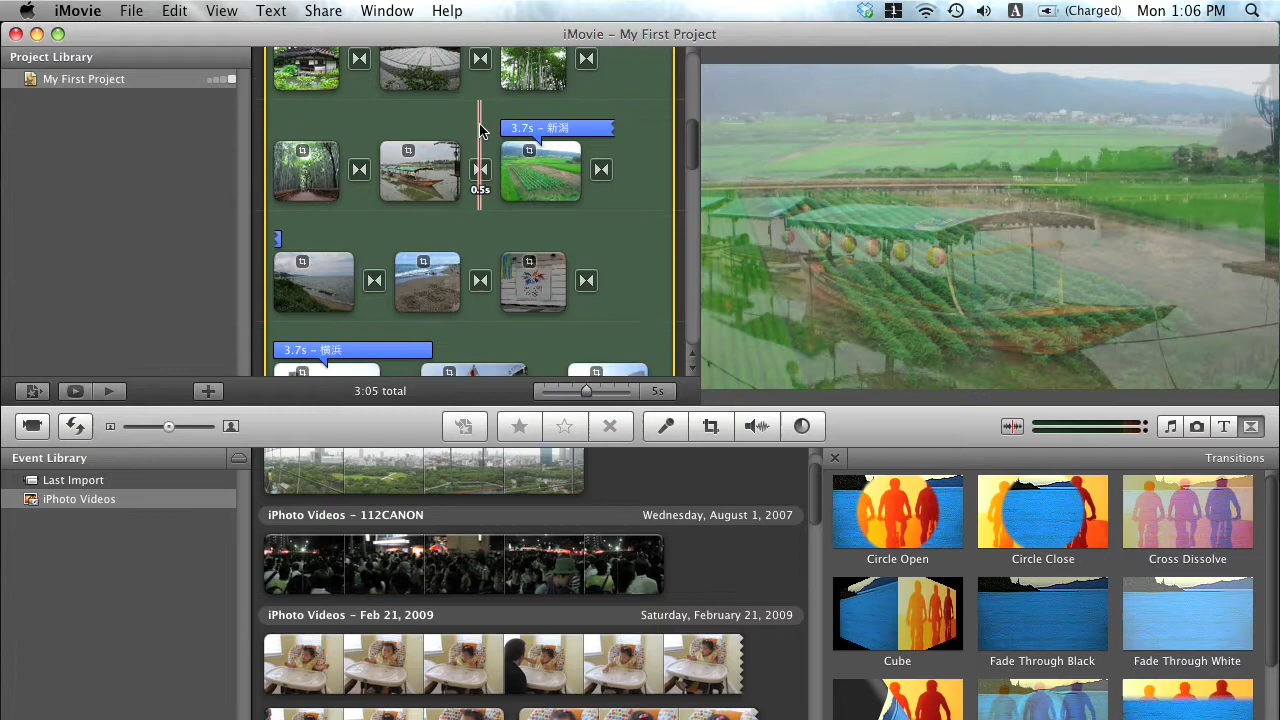 iMovie File Edit View Text Share Window Help 1 A (Charged) Mon 1:06 PM
iMovie – My First Project
Project Library
My First Project
3.7s – 新潟
0.5s
3.7s – 横浜
3:05 total
5s
T
Event Library
Last Import
iPhoto Videos
iPhoto Videos – 112CANON Wednesday, August 1, 2007
iPhoto Videos – Feb 21, 2009 Saturday, February 21, 2009
Transitions
Circle Open
Circle Close
Cross Dissolve
Cube
Fade Through Black
Fade Through White